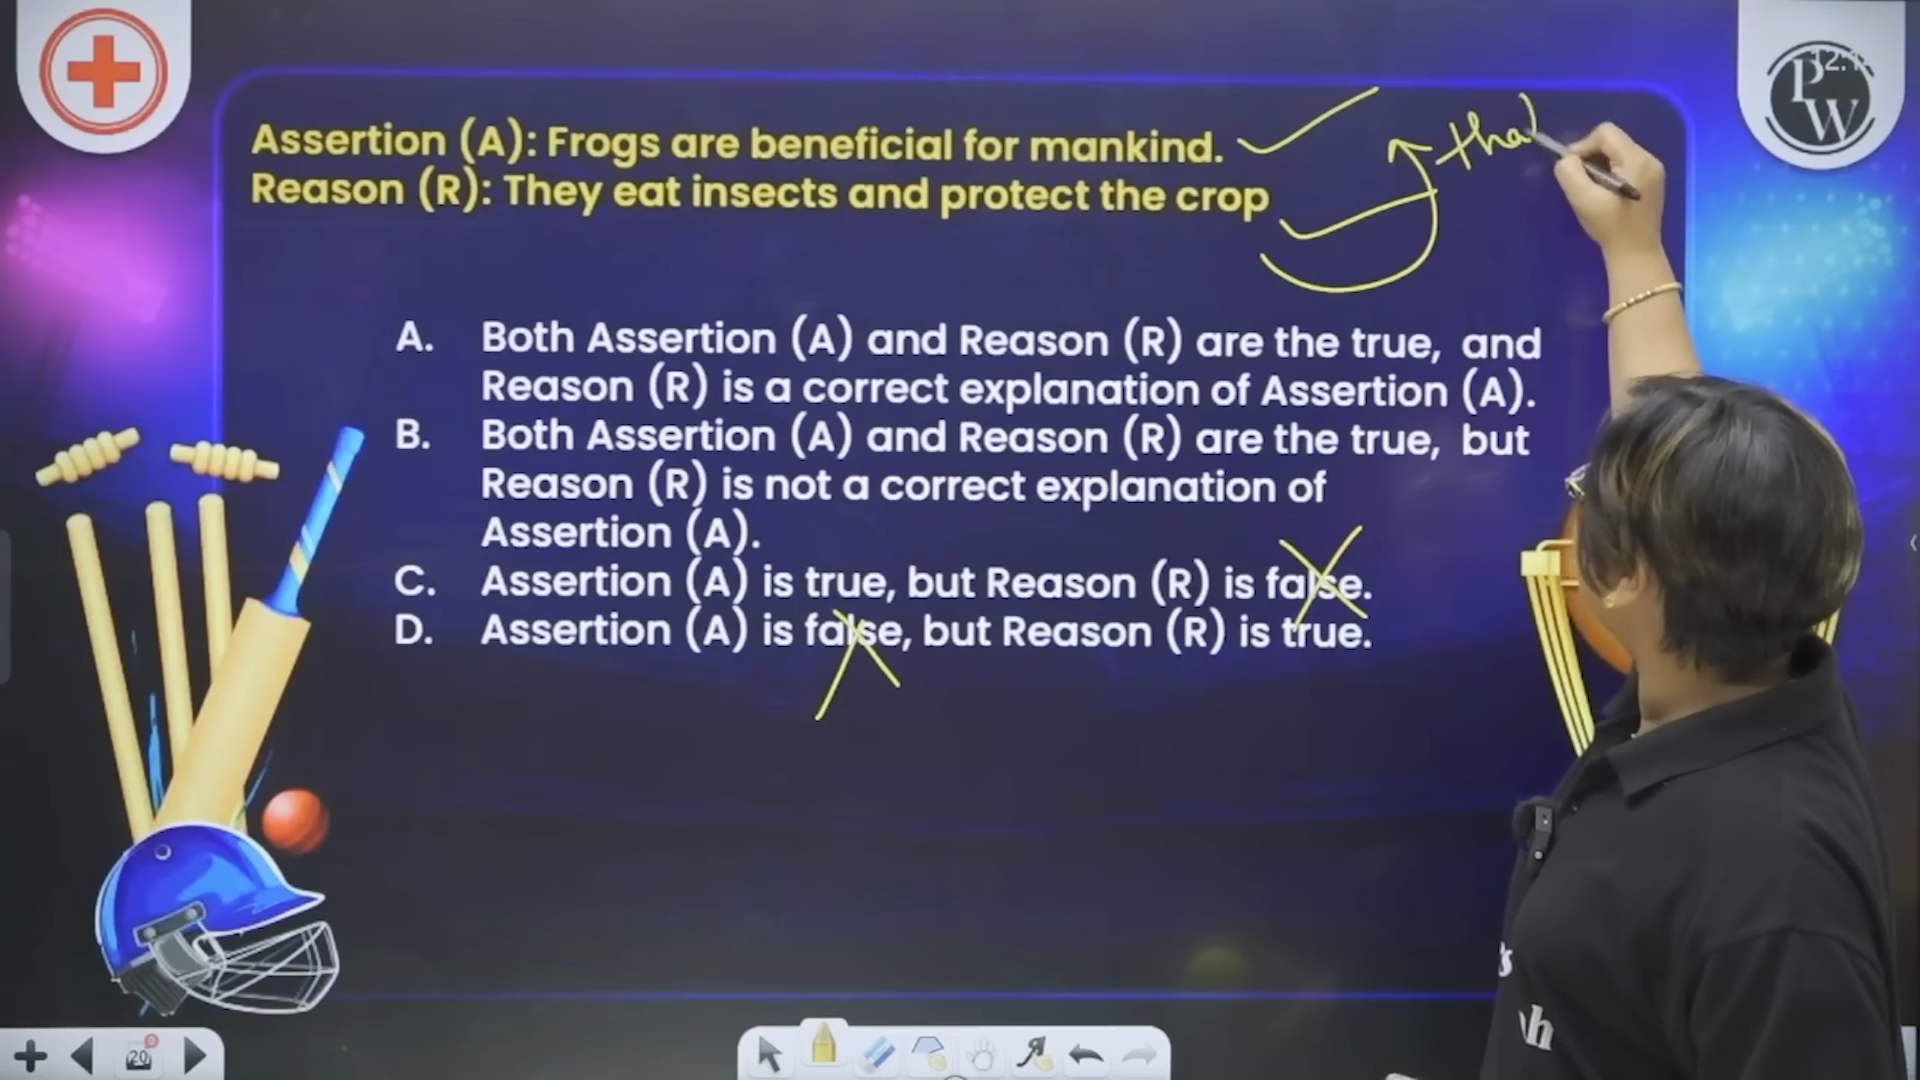 Assertion (A): Frogs are beneficial for mankind.
Reason (R): They eat insects and protect the crop
A. Both Assertion (A) and Reason (R) are the true, and
Reason (R) is a correct explanation of Assertion (A).
B. Both Assertion (A) and Reason (R) are the true, but
Reason (R) is not a correct explanation of
Assertion (A).
C. Assertion (A) is true, but Reason (R) is false.
D. Assertion (A) is false, but Reason (R) is true.
PW
20